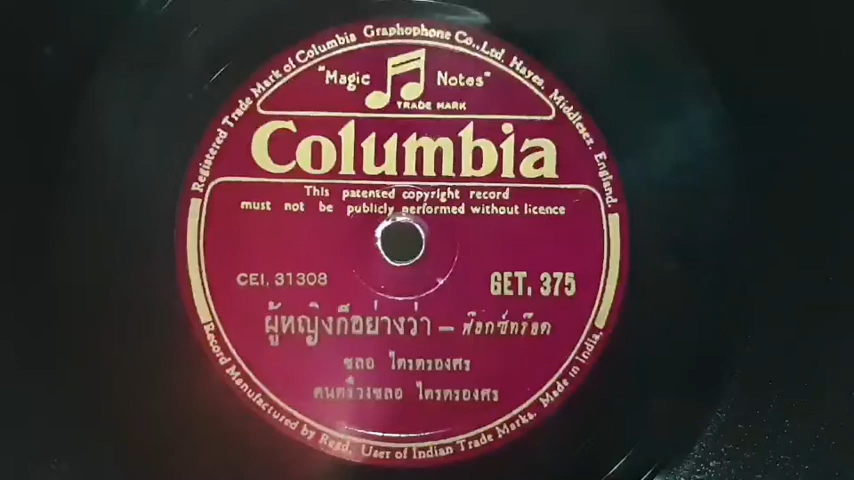 Registered Trade Mark of Columbia Graphophone Co., Ltd. Hayes, Middlesex, England.
"Magic Notes"
TRADE MARK
Columbia
This patented copyright record
must not be publicly performed without licence
CEI. 31308
GET. 375
ผู้หญิงก็อย่างว่า – ฟ๊อกซ์ทร๊อต
ชลอ ไตรตรองศร
ดนตรีวงชลอ ไตรตรองศร
Record Manufactured by Regd. User of Indian Trade Marks. Made in India.